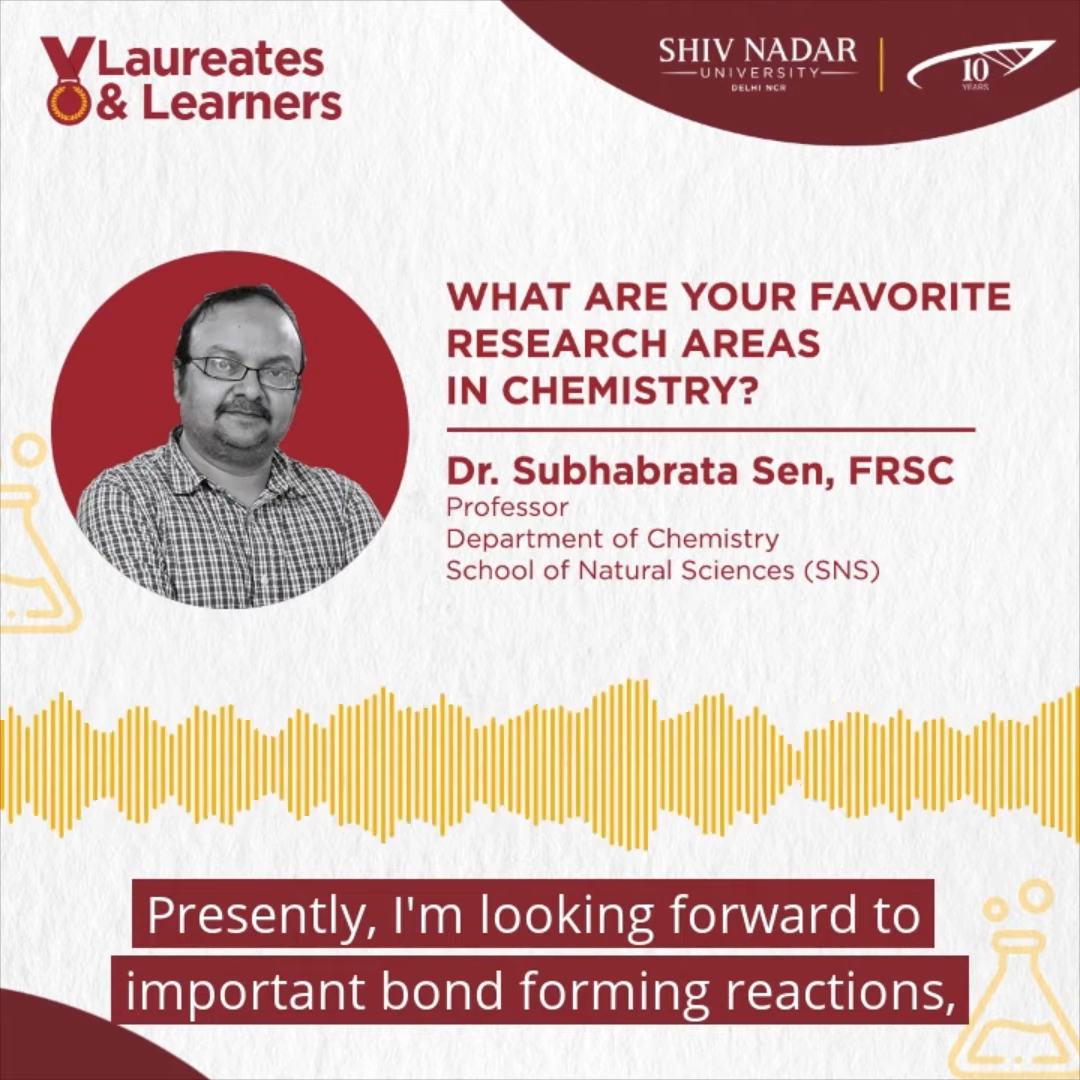 Laureates
& Learners
SHIV NADAR
UNIVERSITY
DELHI NCR
10
YEARS
WHAT ARE YOUR FAVORITE
RESEARCH AREAS
IN CHEMISTRY?
Dr. Subhabrata Sen, FRSC
Professor
Department of Chemistry
School of Natural Sciences (SNS)
Presently, I'm looking forward to
important bond forming reactions,